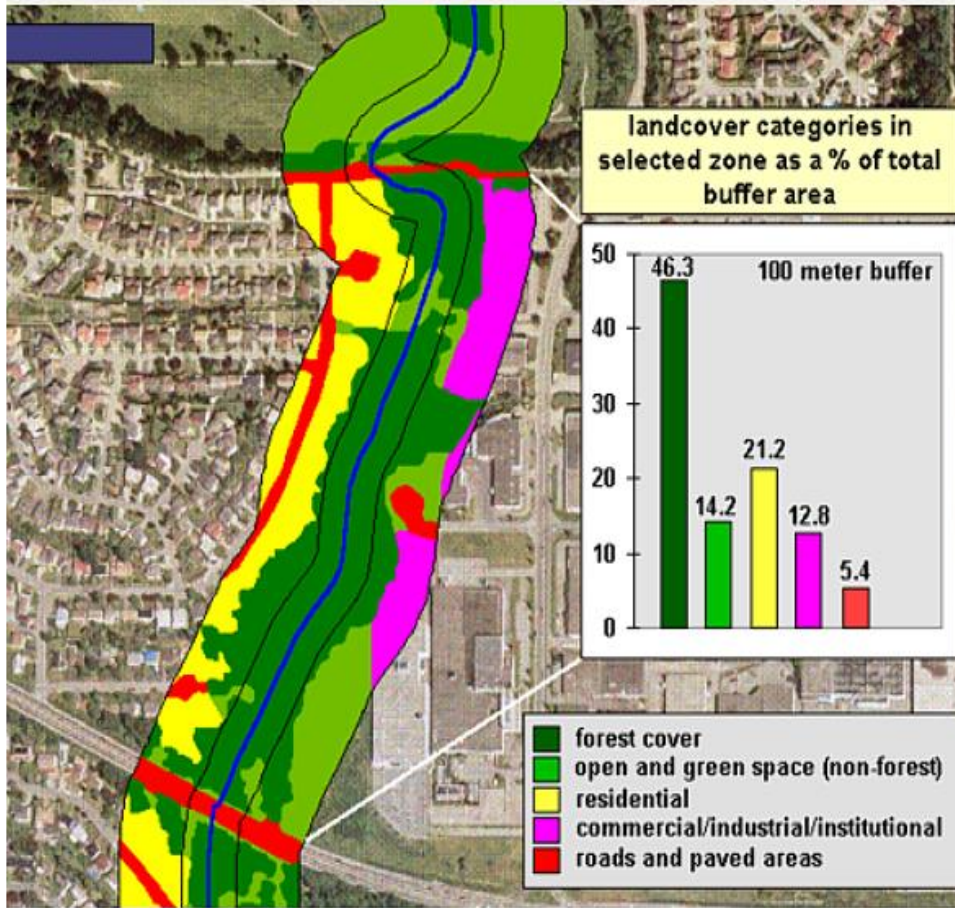 landcover categories in
selected zone as a % of total
buffer area
100 meter buffer
50
40
30
20
10
0
46.3
14.2
21.2
12.8
5.4
forest cover
open and green space (non-forest)
residential
commercial/industrial/institutional
roads and paved areas